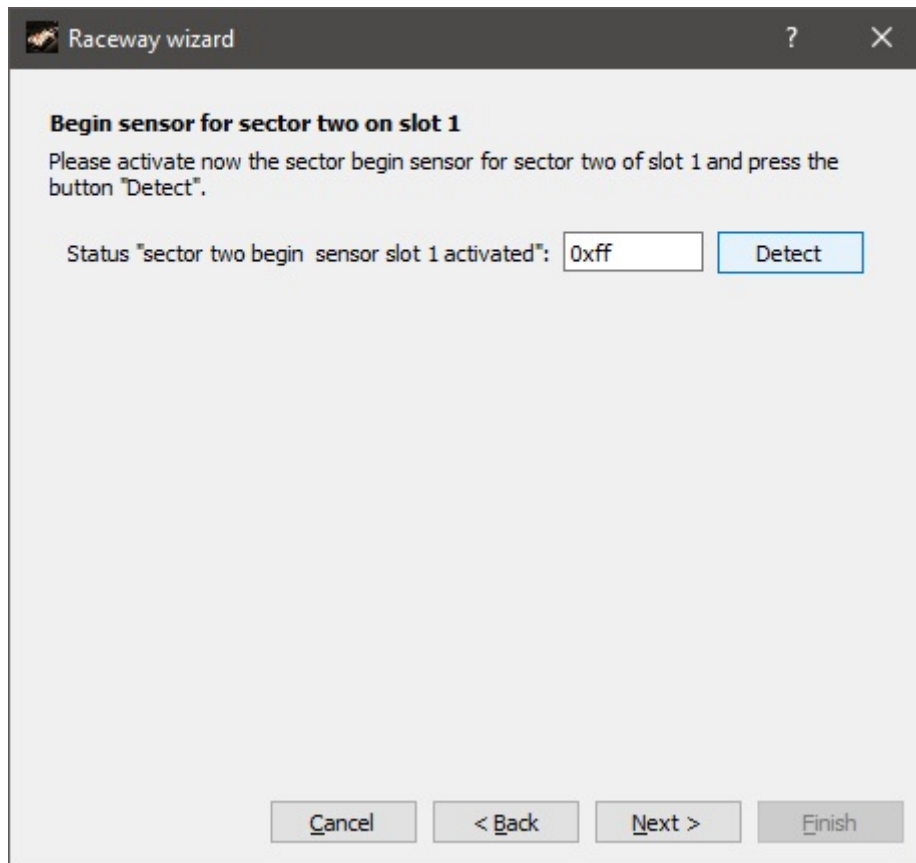 Raceway wizard
Begin sensor for sector two on slot 1
Please activate now the sector begin sensor for sector two of slot 1 and press the
button "Detect".
Status "sector two begin  sensor slot 1 activated": 0xff Detect
Cancel < Back Next > Finish